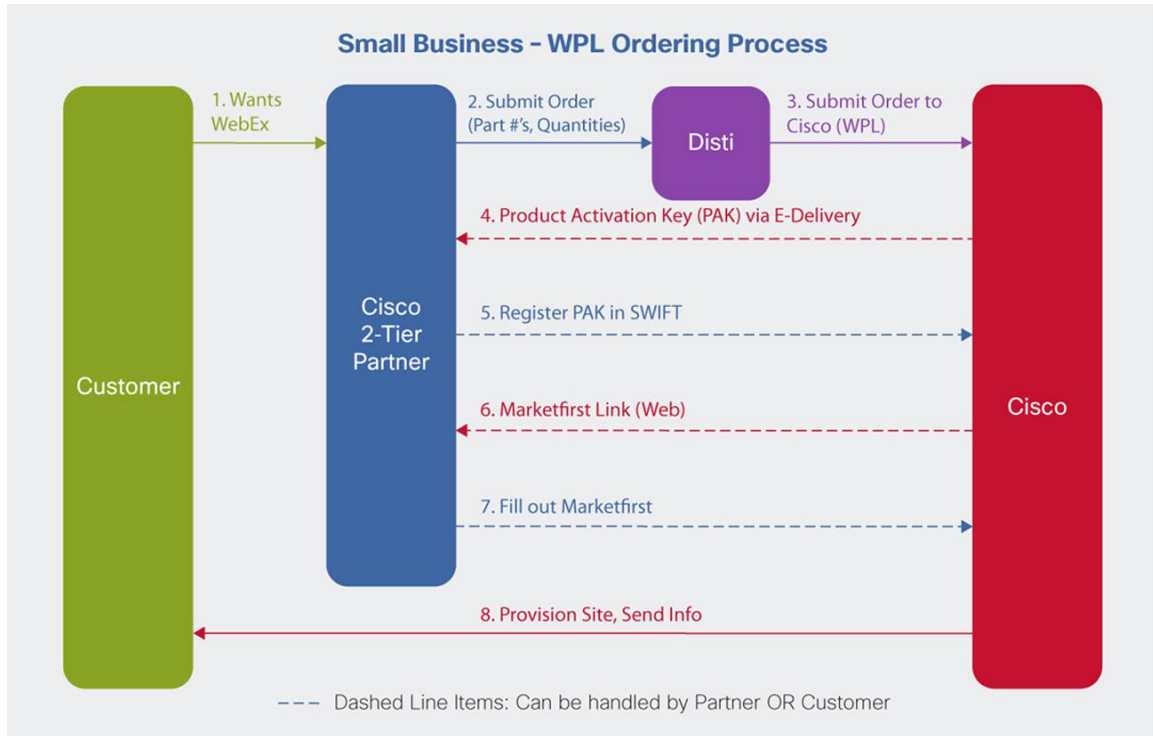 Small Business – WPL Ordering Process
1. Wants
WebEx
2. Submit Order
(Part #'s, Quantities)
3. Submit Order to
Cisco (WPL)
Disti
4. Product Activation Key (PAK) via E-Delivery
Cisco
2-Tier
Partner
5. Register PAK in SWIFT
Customer
6. Marketfirst Link (Web)
Cisco
7. Fill out Marketfirst
8. Provision Site, Send Info
Dashed Line Items: Can be handled by Partner OR Customer